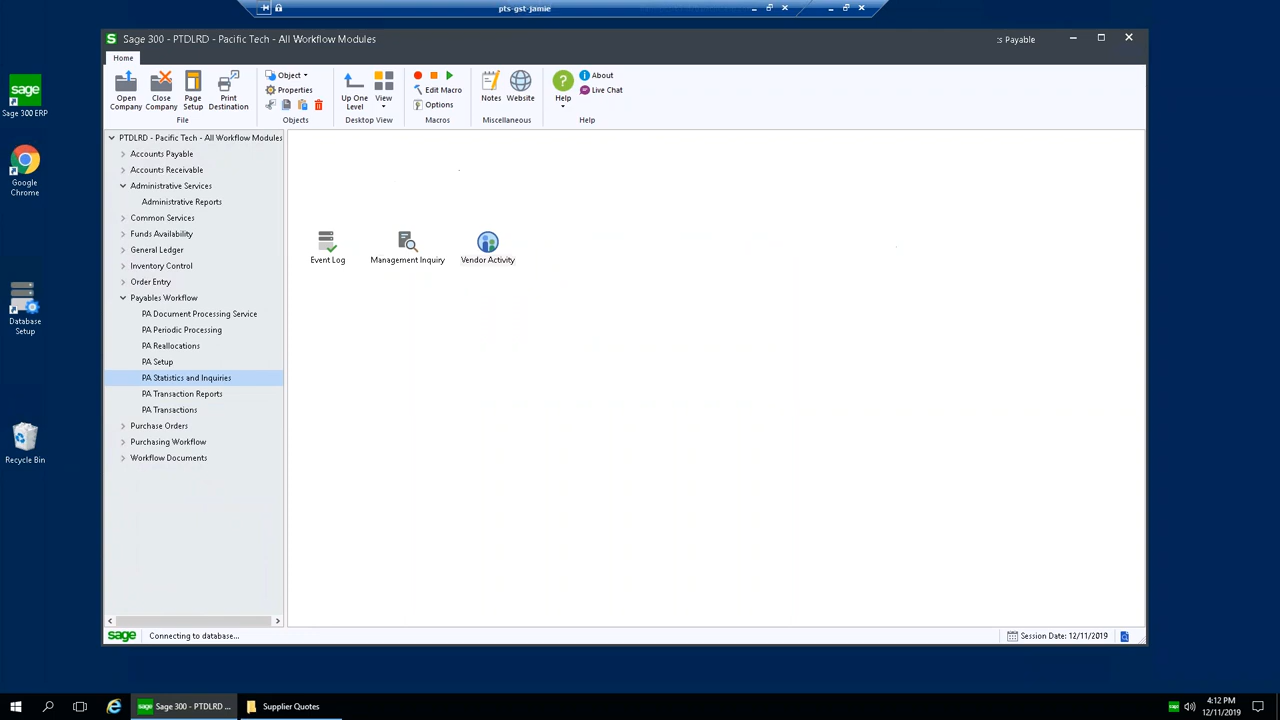 pts-gst-jamie
Sage 300 - PTDLRD - Pacific Tech - All Workflow Modules
:s Payable
Home
Open Company
Close Company
Page Setup
Print Destination
File
Object
Properties
Objects
Up One Level
View
Desktop View
Edit Macro
Options
Macros
Notes
Website
Miscellaneous
Help
About
Live Chat
Help
PTDLRD - Pacific Tech - All Workflow Modules
Accounts Payable
Accounts Receivable
Administrative Services
Administrative Reports
Common Services
Funds Availability
General Ledger
Inventory Control
Order Entry
Payables Workflow
PA Document Processing Service
PA Periodic Processing
PA Reallocations
PA Setup
PA Statistics and Inquiries
PA Transaction Reports
PA Transactions
Purchase Orders
Purchasing Workflow
Workflow Documents
Event Log
Management Inquiry
Vendor Activity
sage
Connecting to database...
Session Date: 12/11/2019
sage
Sage 300 ERP
Google Chrome
Database Setup
Recycle Bin
sage
Sage 300 - PTDLRD ...
Supplier Quotes
sage
4:12 PM
12/11/2019